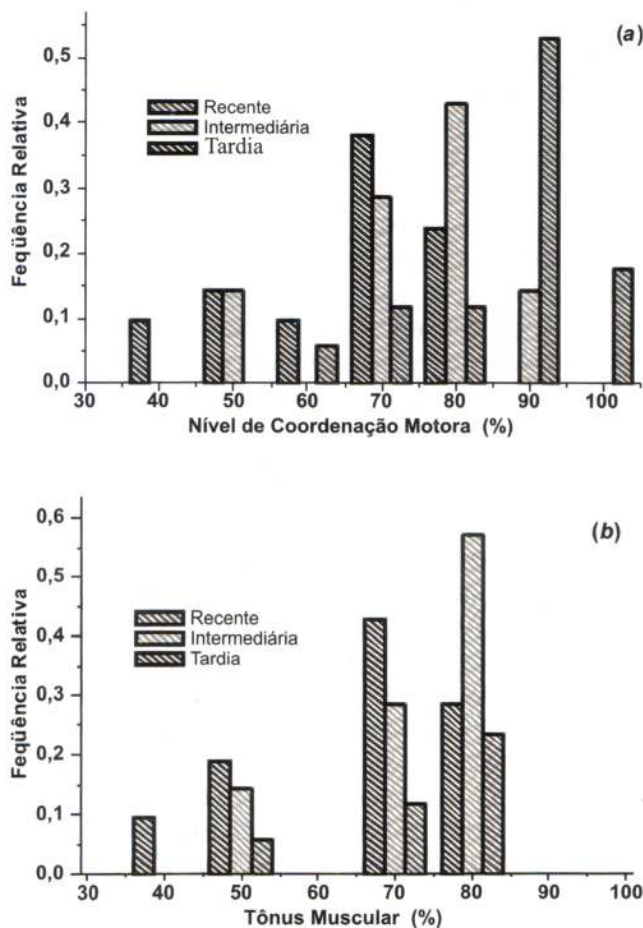 (a)
0,5
0,4
0,3
0,2
0,1
0,0
Feqüência Relativa
Recente
Intermediária
Tardia
30 40 50 60 70 80 90 100
Nível de Coordenação Motora (%)
(b)
0,6
0,5
0,4
0,3
0,2
0,1
0,0
Feqüência Relativa
Recente
Intermediária
Tardia
30 40 50 60 70 80 90 100
Tônus Muscular (%)